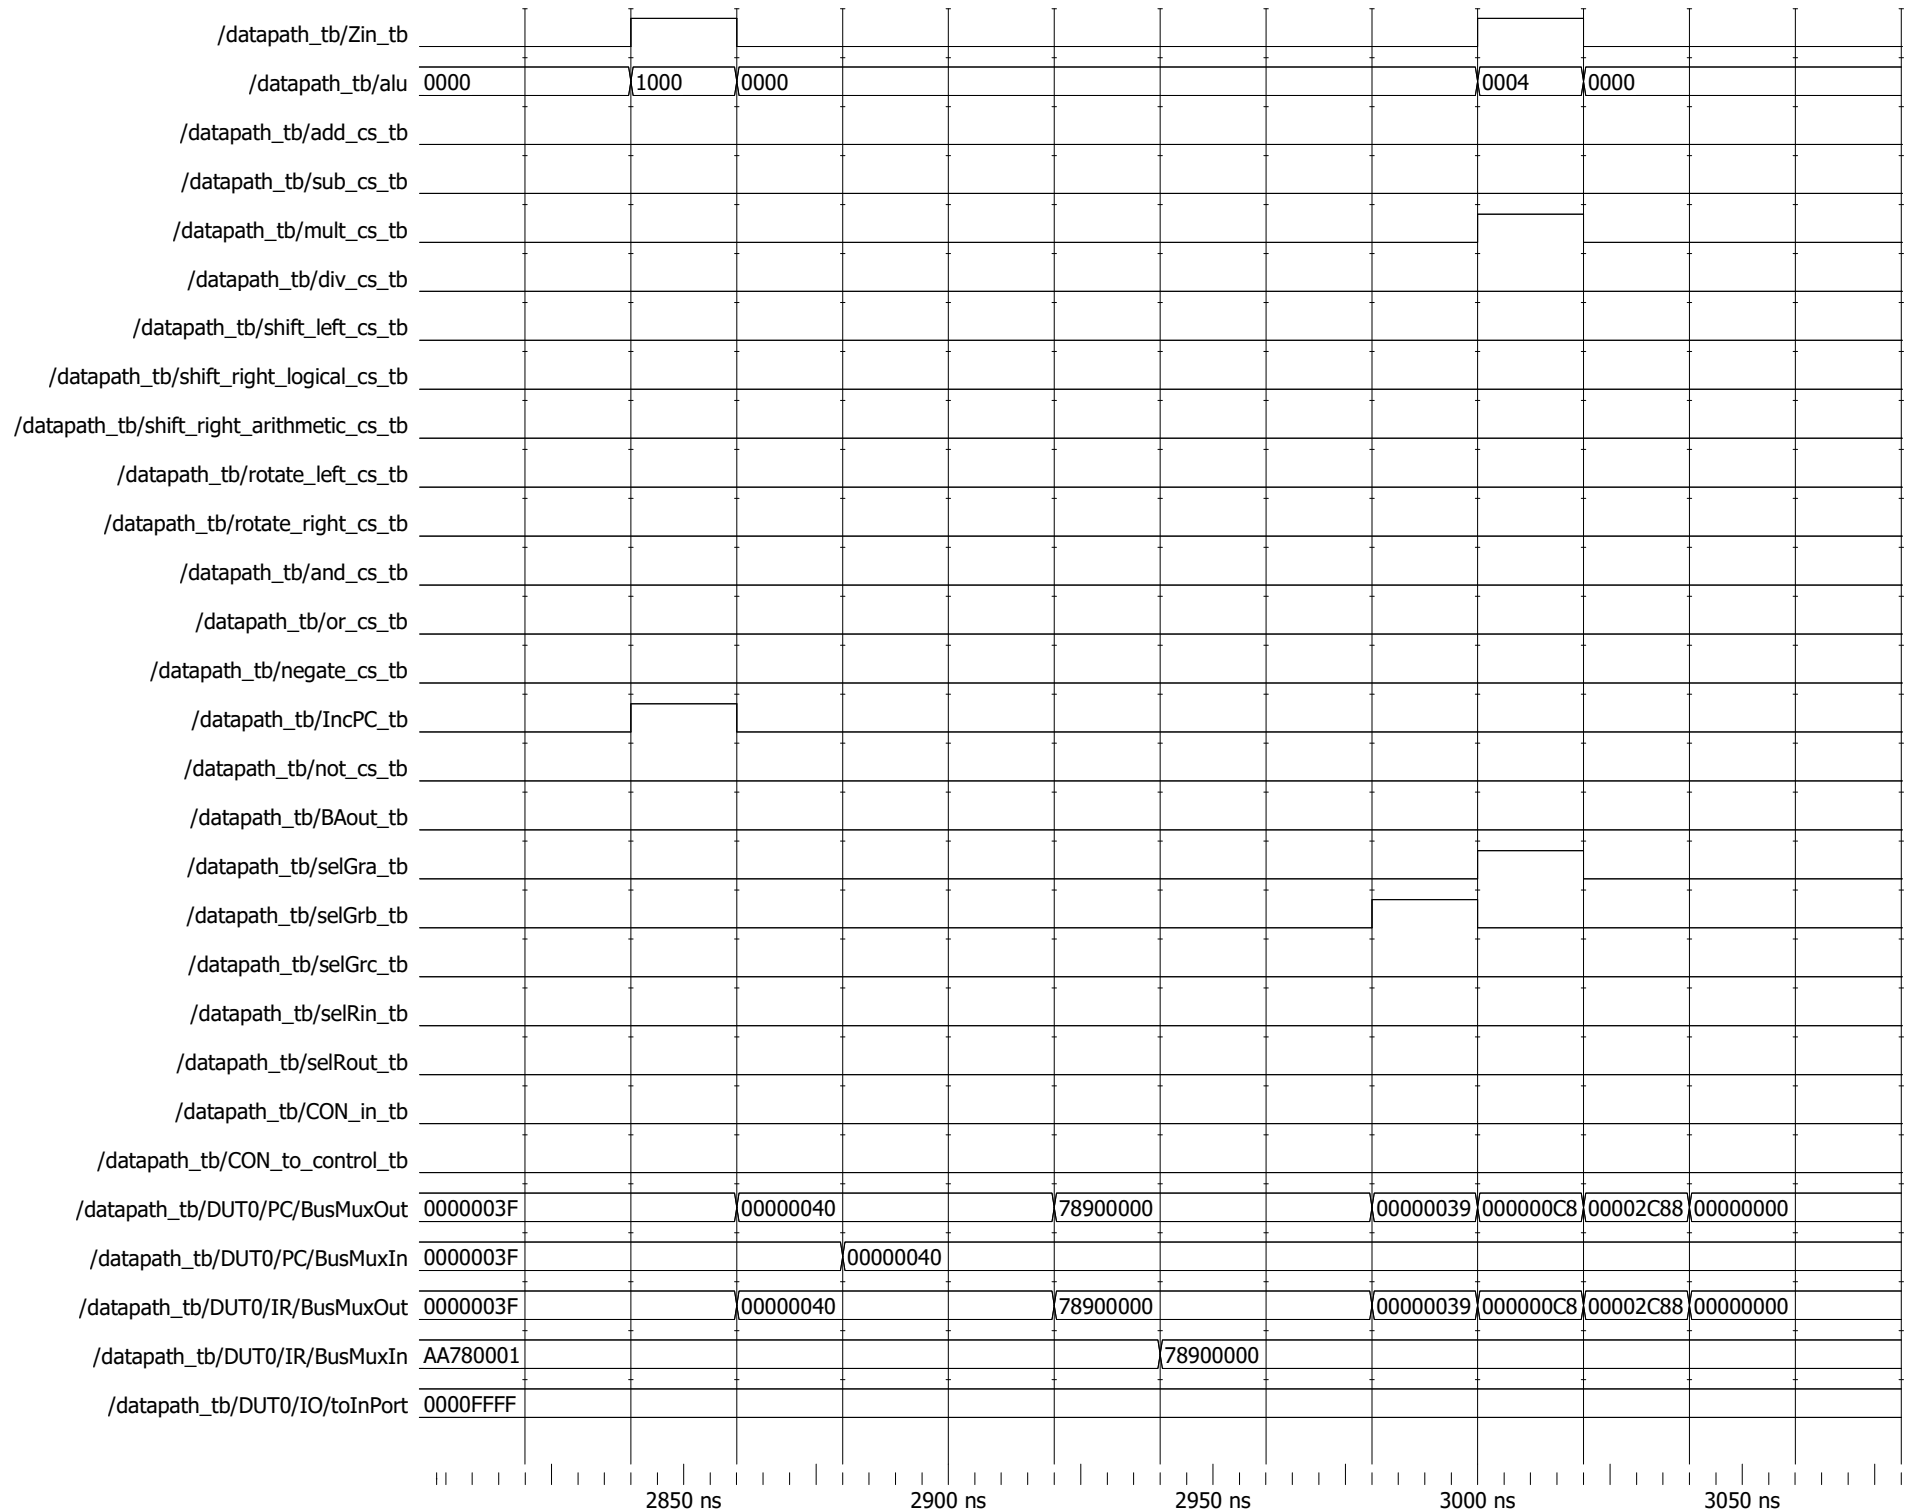 /datapath_tb/Zin_tb
/datapath_tb/alu 0000 1000 0000 0004 0000
/datapath_tb/add_cs_tb
/datapath_tb/sub_cs_tb
/datapath_tb/mult_cs_tb
/datapath_tb/div_cs_tb
/datapath_tb/shift_left_cs_tb
/datapath_tb/shift_right_logical_cs_tb
/datapath_tb/shift_right_arithmetic_cs_tb
/datapath_tb/rotate_left_cs_tb
/datapath_tb/rotate_right_cs_tb
/datapath_tb/and_cs_tb
/datapath_tb/or_cs_tb
/datapath_tb/negate_cs_tb
/datapath_tb/IncPC_tb
/datapath_tb/not_cs_tb
/datapath_tb/BAout_tb
/datapath_tb/selGra_tb
/datapath_tb/selGrb_tb
/datapath_tb/selGrc_tb
/datapath_tb/selRin_tb
/datapath_tb/selRout_tb
/datapath_tb/CON_in_tb
/datapath_tb/CON_to_control_tb
/datapath_tb/DUT0/PC/BusMuxOut 0000003F 00000040 78900000 00000039 000000C8 00002C88 00000000
/datapath_tb/DUT0/PC/BusMuxIn 0000003F 00000040
/datapath_tb/DUT0/IR/BusMuxOut 0000003F 00000040 78900000 00000039 000000C8 00002C88 00000000
/datapath_tb/DUT0/IR/BusMuxIn AA780001 78900000
/datapath_tb/DUT0/IO/toInPort 0000FFFF
2850 ns 2900 ns 2950 ns 3000 ns 3050 ns